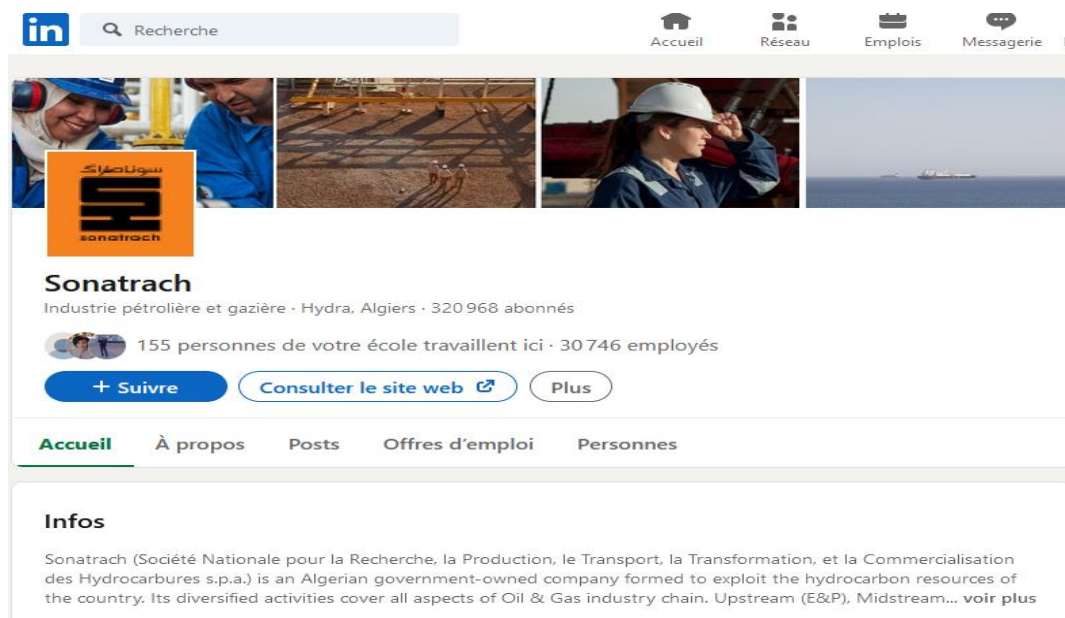 in
Recherche
Accueil
Réseau
Emplois
Messagerie
سوناطراك
sonatrach
Sonatrach
Industrie pétrolière et gazière · Hydra, Algiers · 320 968 abonnés
155 personnes de votre école travaillent ici · 30 746 employés
+ Suivre
Consulter le site web
Plus
Accueil
À propos
Posts
Offres d'emploi
Personnes
Infos
Sonatrach (Société Nationale pour la Recherche, la Production, le Transport, la Transformation, et la Commercialisation
des Hydrocarbures s.p.a.) is an Algerian government-owned company formed to exploit the hydrocarbon resources of
the country. Its diversified activities cover all aspects of Oil & Gas industry chain. Upstream (E&P), Midstream... voir plus